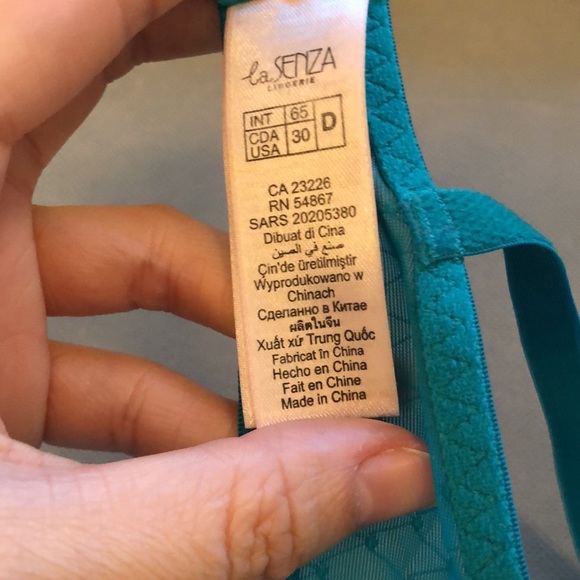 la SENZA
LINGERIE
INT 65 D
CDA USA 30
CA 23226
RN 54867
SARS 20205380
Dibuat di Cina
صنع في الصين
Çin'de üretilmiştir
Wyprodukowano w
Chinach
Сделанно в Китае
ผลิตในจีน
Xuất xứ Trung Quốc
Fabricat în China
Hecho en China
Fait en Chine
Made in China